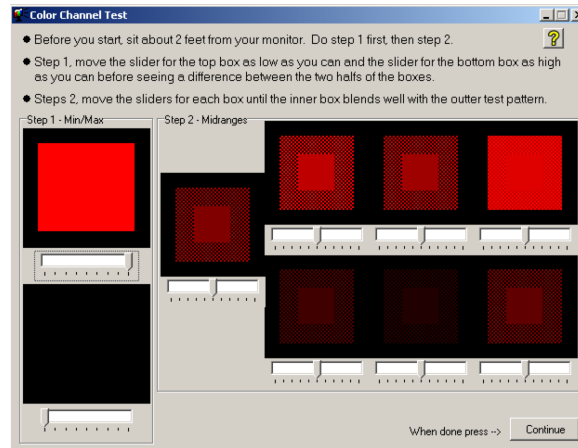 Color Channel Test
Before you start, sit about 2 feet from your monitor. Do step 1 first, then step 2.
?
Step 1, move the slider for the top box as low as you can and the slider for the bottom box as high
as you can before seeing a difference between the two halfs of the boxes.
Steps 2, move the sliders for each box until the inner box blends well with the outter test pattern.
Step 1 - Min/Max
Step 2 - Midranges
When done press -->
Continue